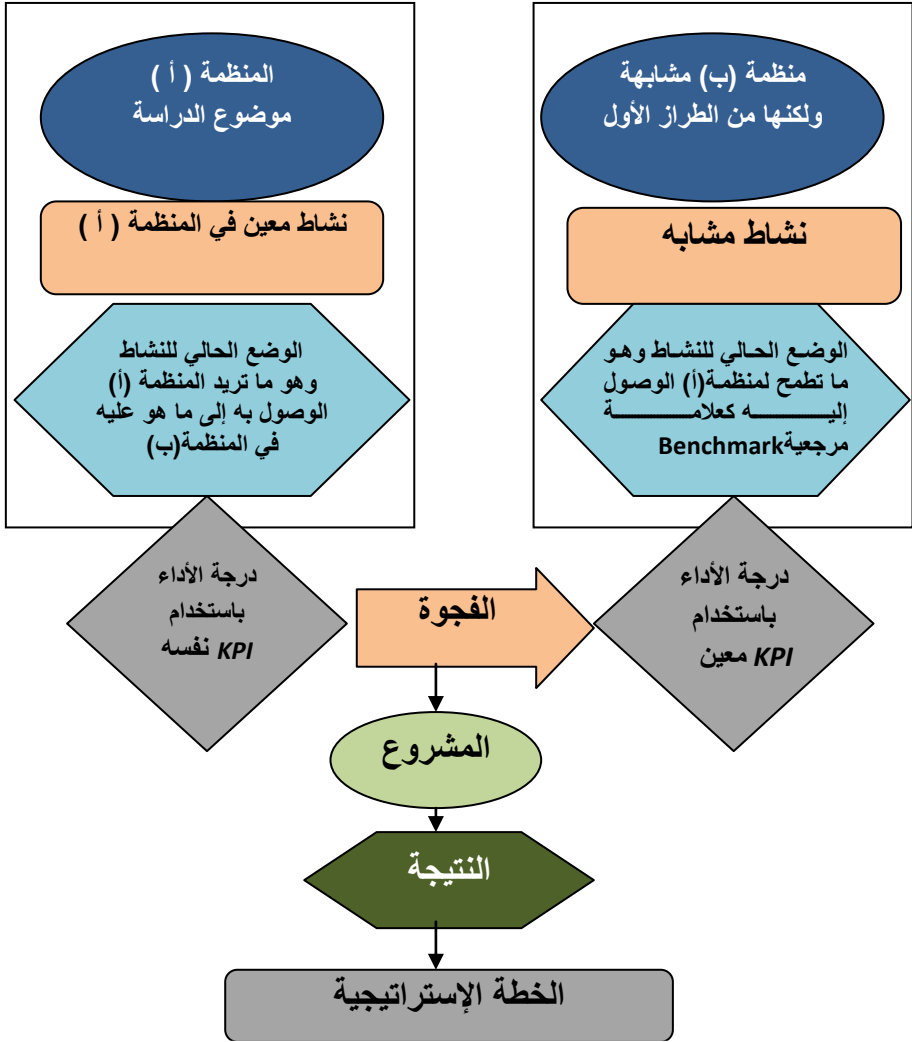 المنظمة ( أ )
موضوع الدراسة
نشاط معين في المنظمة ( أ )
الوضع الحالي للنشاط
وهو ما تريد المنظمة (أ)
الوصول به إلى ما هو عليه
في المنظمة(ب)
درجة الأداء
باستخدام
KPI نفسه
منظمة (ب) مشابهة
ولكنها من الطراز الأول
نشاط مشابه
الوضع الحالي للنشاط وهو
ما تطمح لمنظمة(أ) الوصول
إليــــــــه كعلامــــــــة
مرجعيةBenchmark
درجة الأداء
باستخدام
KPI معين
الفجوة
المشروع
النتيجة
الخطة الإستراتيجية